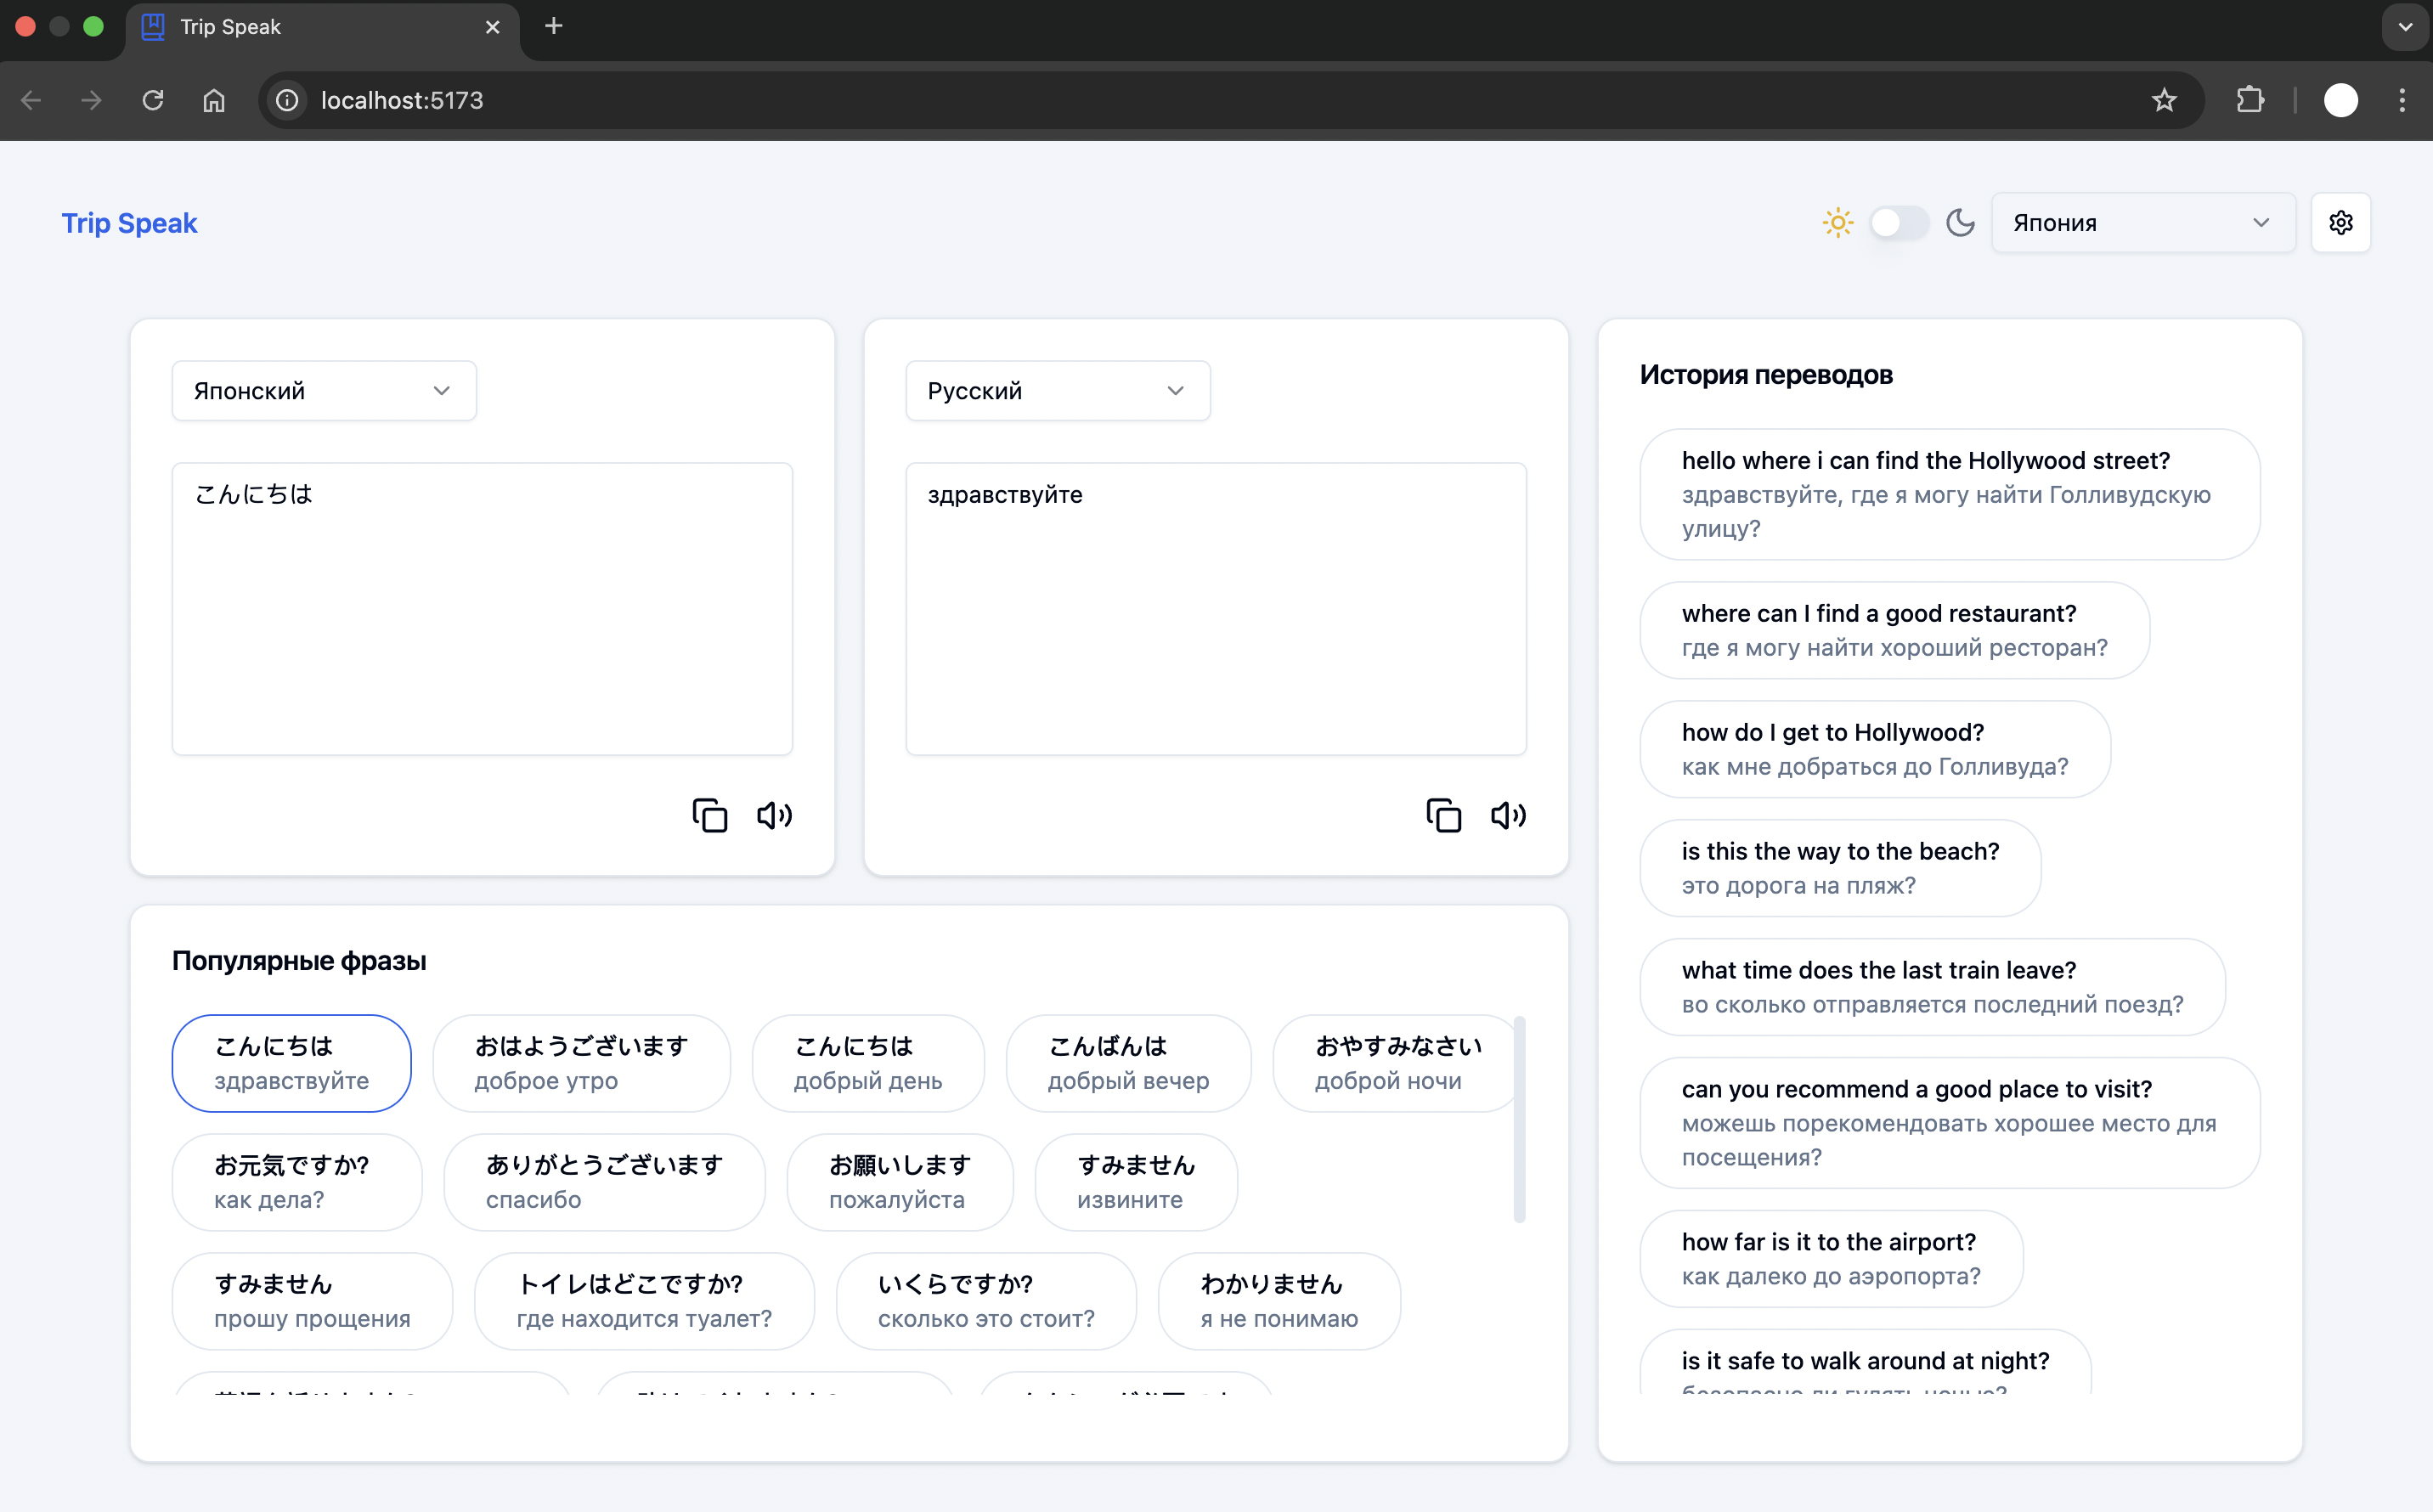 Trip Speak
localhost:5173
Trip Speak
Япония
Японский
こんにちは
Русский
здравствуйте
Популярные фразы
こんにちは
здравствуйте
おはようございます
доброе утро
こんにちは
добрый день
こんばんは
добрый вечер
おやすみなさい
доброй ночи
お元気ですか?
как дела?
ありがとうございます
спасибо
お願いします
пожалуйста
すみません
извините
すみません
прошу прощения
トイレはどこですか?
где находится туалет?
いくらですか?
сколько это стоит?
わかりません
я не понимаю
История переводов
hello where i can find the Hollywood street?
здравствуйте, где я могу найти Голливудскую
улицу?
where can I find a good restaurant?
где я могу найти хороший ресторан?
how do I get to Hollywood?
как мне добраться до Голливуда?
is this the way to the beach?
это дорога на пляж?
what time does the last train leave?
во сколько отправляется последний поезд?
can you recommend a good place to visit?
можешь порекомендовать хорошее место для
посещения?
how far is it to the airport?
как далеко до аэропорта?
is it safe to walk around at night?
безопасно ли гулять ночью?